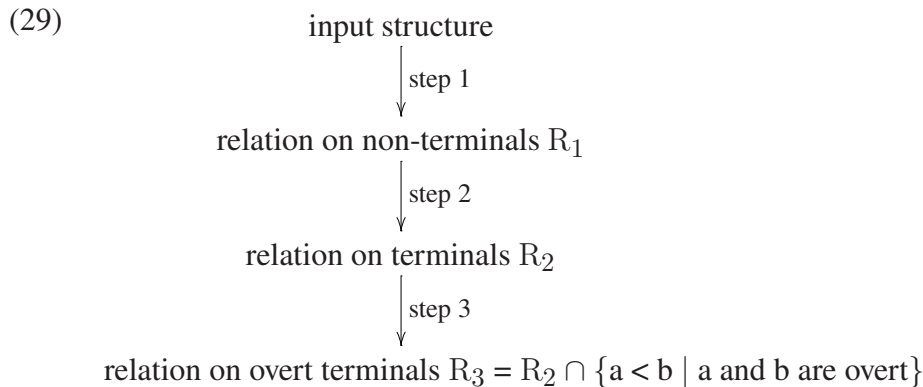 (29)
input structure
step 1
relation on non-terminals R₁
step 2
relation on terminals R₂
step 3
relation on overt terminals R₃ = R₂ ∩ {a < b | a and b are overt}